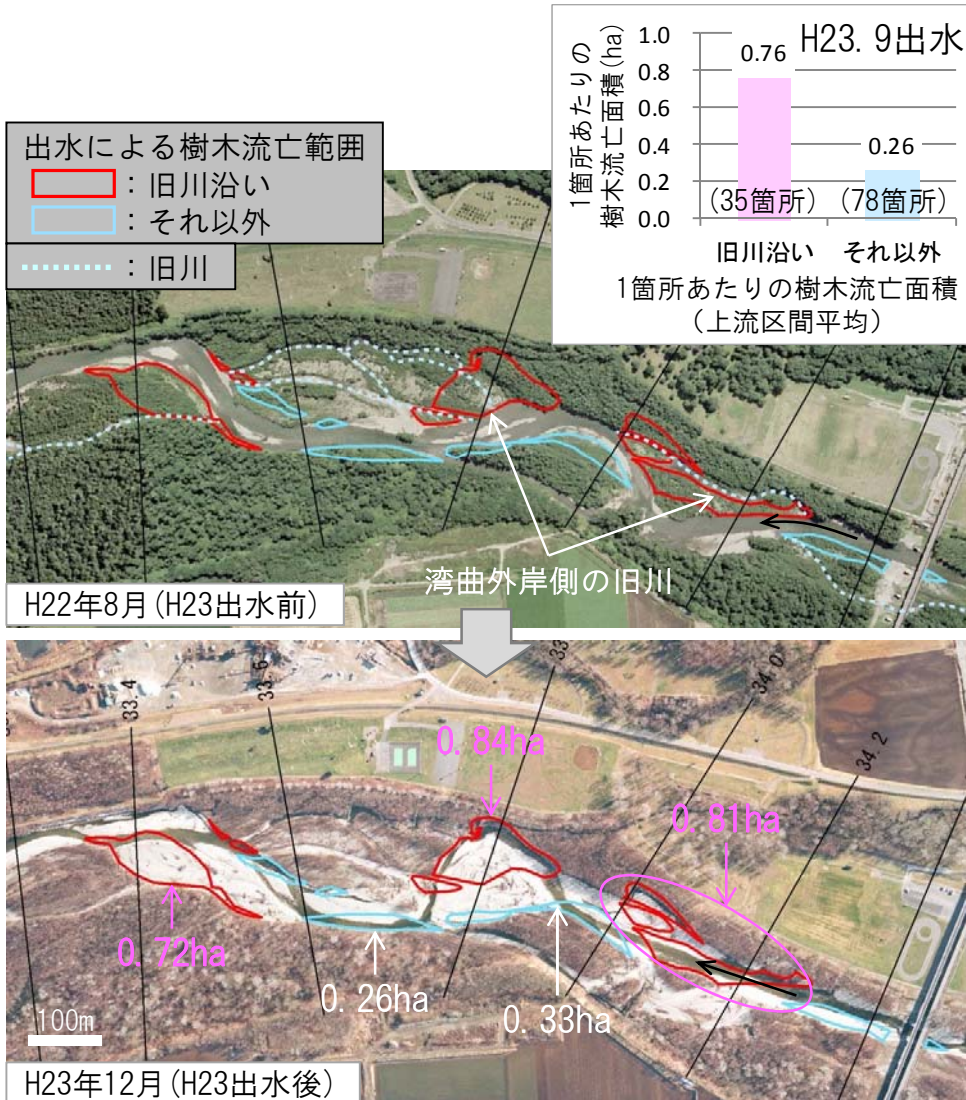 H23.9出水
1箇所あたりの
樹木流亡面積(ha)
1.0
0.8
0.6
0.4
0.2
0.0
0.76
0.26
(35箇所)
(78箇所)
旧川沿い
それ以外
1箇所あたりの樹木流亡面積
(上流区間平均)
出水による樹木流亡範囲
:旧川沿い
:それ以外
:旧川
湾曲外岸側の旧川
H22年8月(H23出水前)
33.4
33.6
33
34.0
34.2
0.84ha
0.81ha
0.72ha
0.26ha
0.33ha
100m
H23年12月(H23出水後)